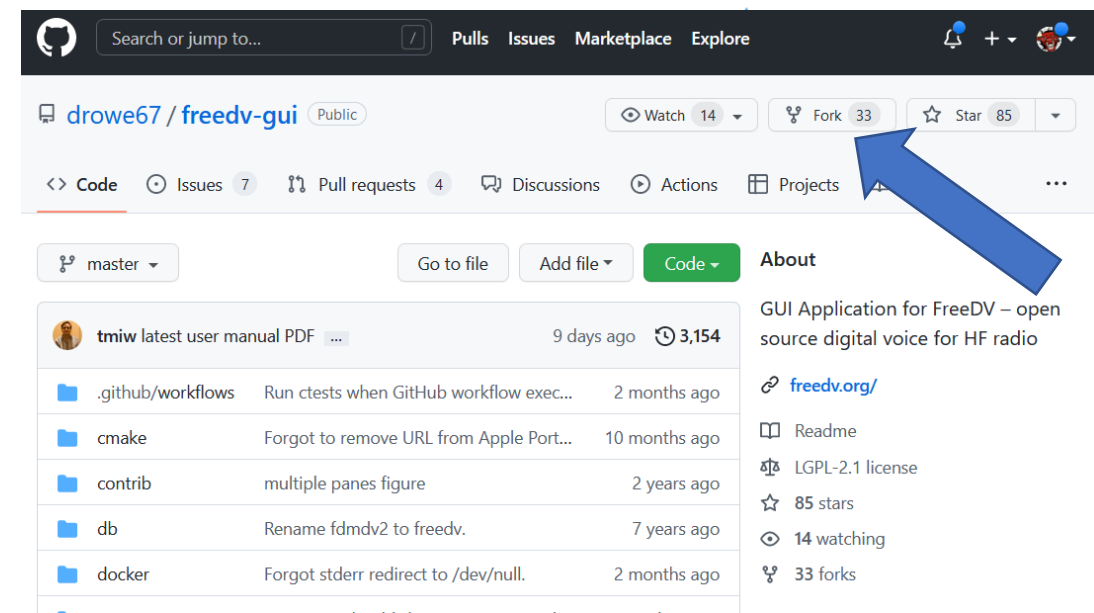 Search or jump to... / Pulls Issues Marketplace Explore
drowe67 / freedv-gui Public Watch 14 Fork 33 Star 85
<> Code Issues 7 Pull requests 4 Discussions Actions Projects ...
master Go to file Add file Code
About
GUI Application for FreeDV – open
source digital voice for HF radio
freedv.org/
Readme
LGPL-2.1 license
85 stars
14 watching
33 forks
tmiw latest user manual PDF ... 9 days ago 3,154
.github/workflows Run ctests when GitHub workflow exec... 2 months ago
cmake Forgot to remove URL from Apple Port... 10 months ago
contrib multiple panes figure 2 years ago
db Rename fdmdv2 to freedv. 7 years ago
docker Forgot stderr redirect to /dev/null. 2 months ago